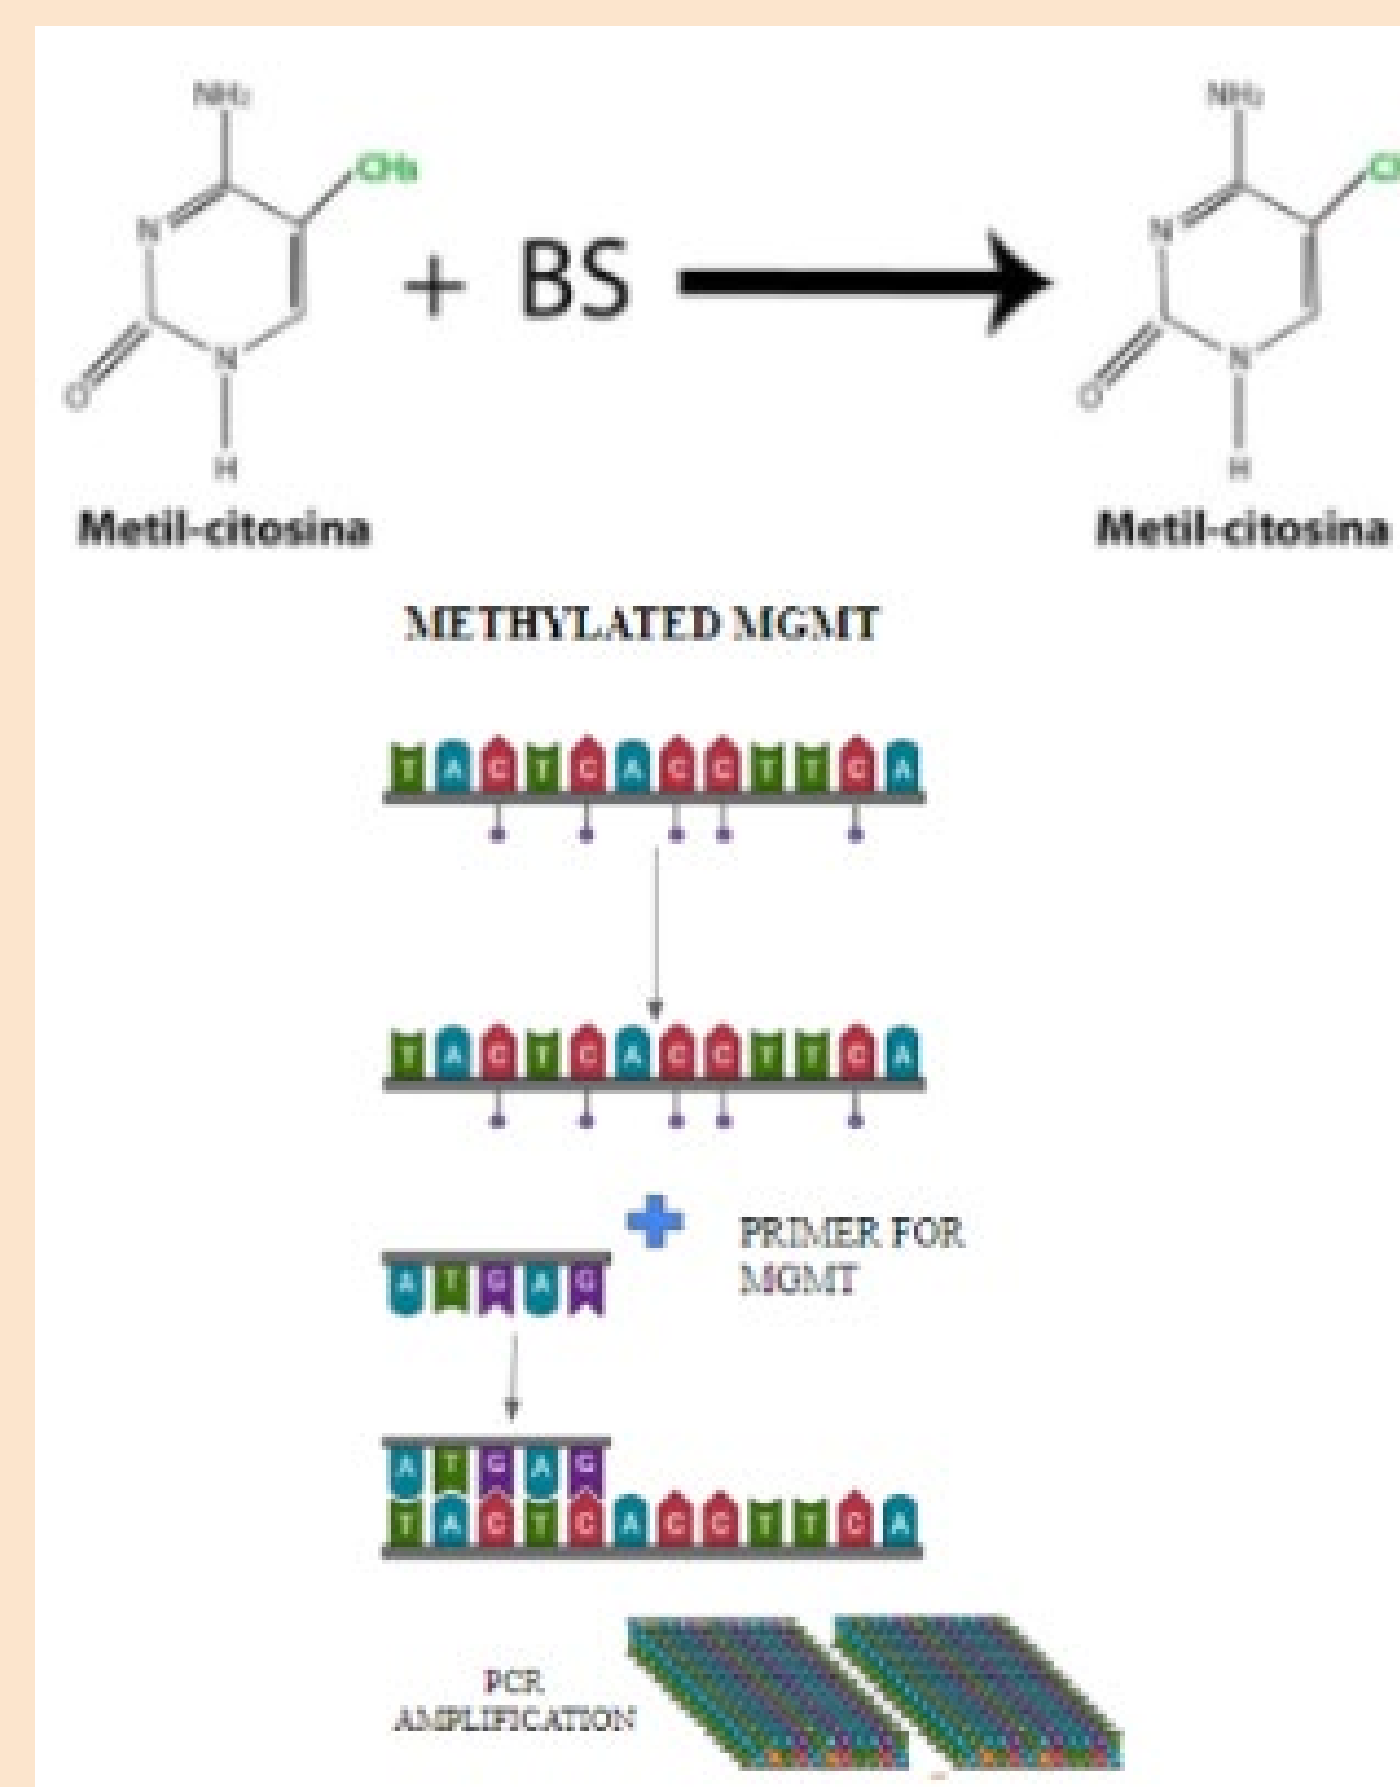 NH₂
CH₃
N
N
O
H
+ BS
NH₂
N
N
O
H
Metil-citosina
Metil-citosina
METHYLATED MGMT
T A C T C A C C T T C A
T A C T C A C C T T C A
PRIMER FOR
MGMT
A T G A G
A T G A G
T A C T C A C C T T C A
PCR
AMPLIFICATION